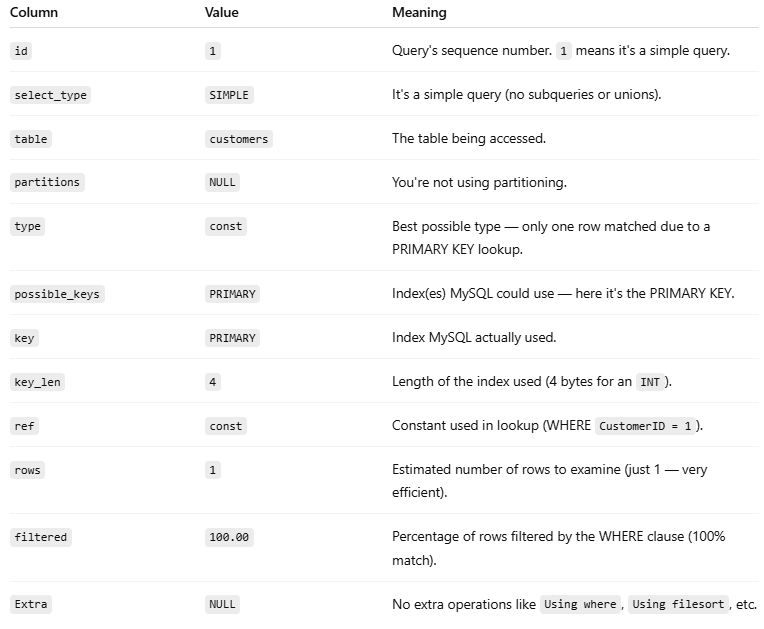 Column Value Meaning
id 1 Query's sequence number. 1 means it's a simple query.
select_type SIMPLE It's a simple query (no subqueries or unions).
table customers The table being accessed.
partitions NULL You're not using partitioning.
type const Best possible type — only one row matched due to a
PRIMARY KEY lookup.
possible_keys PRIMARY Index(es) MySQL could use — here it's the PRIMARY KEY.
key PRIMARY Index MySQL actually used.
key_len 4 Length of the index used (4 bytes for an INT ).
ref const Constant used in lookup (WHERE CustomerID = 1 ).
rows 1 Estimated number of rows to examine (just 1 — very
efficient).
filtered 100.00 Percentage of rows filtered by the WHERE clause (100%
match).
Extra NULL No extra operations like Using where , Using filesort , etc.